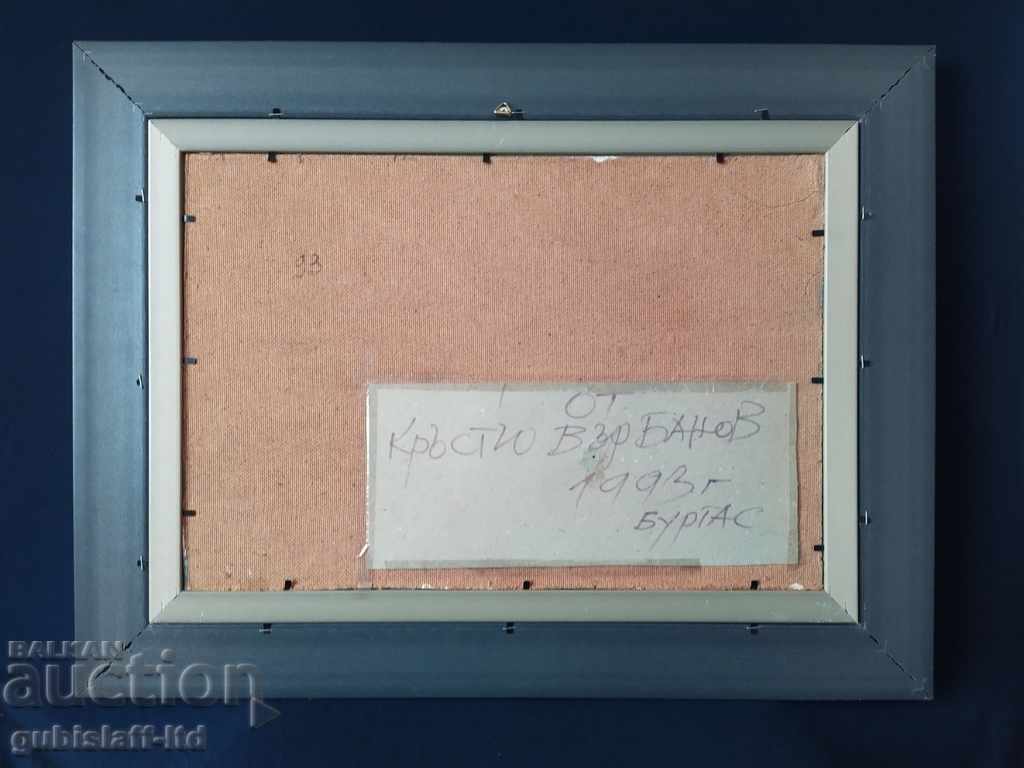 93
ОТ
КРЪСТЮ ВЪРБАНОВ
1993г
БУРГАС
BALKAN
auction
gubislaff-ltd